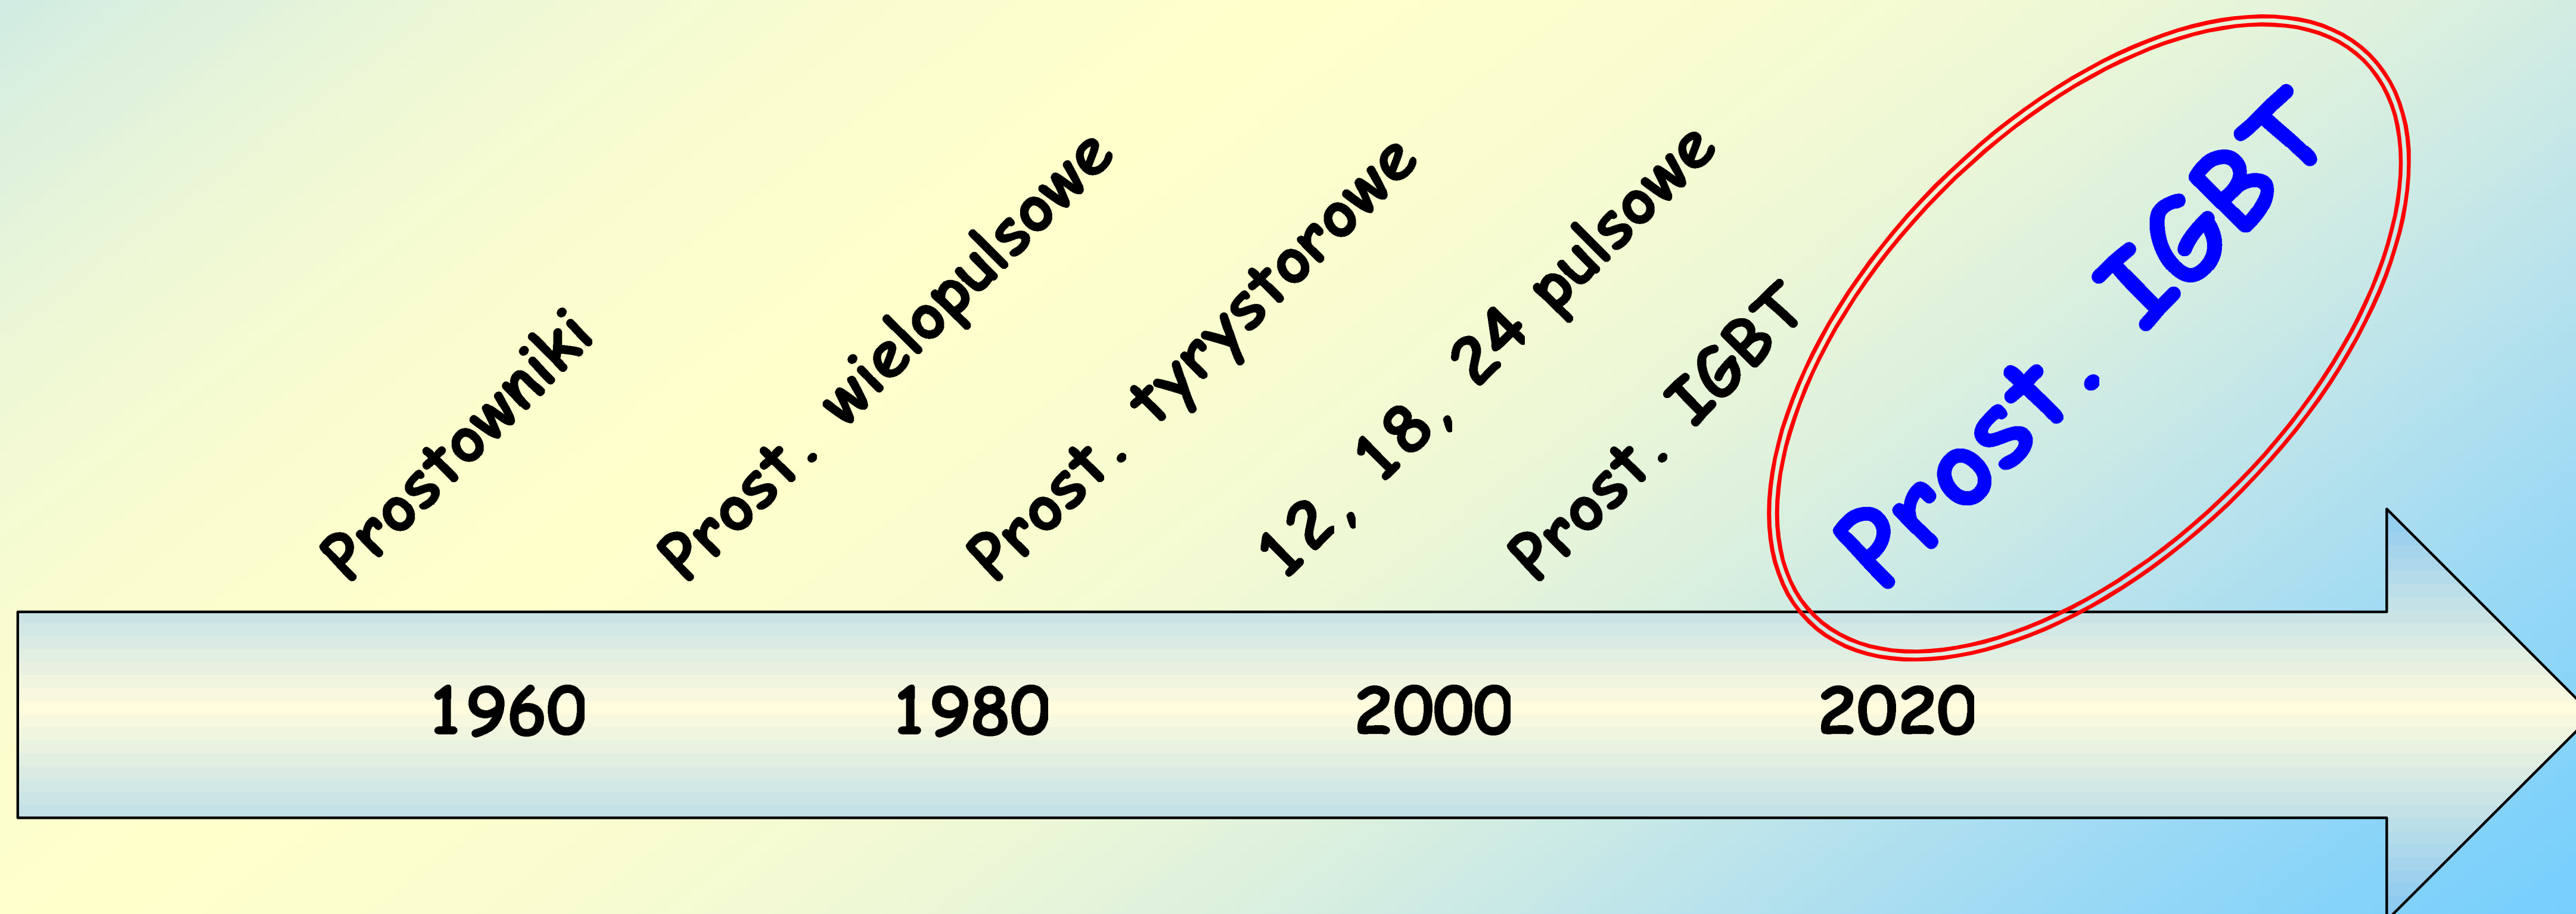 Prostowniki
Prost. wielopulsowe
Prost. tyrystorowe
12, 18, 24 pulsowe
Prost. IGBT
Prost. IGBT
1960
1980
2000
2020